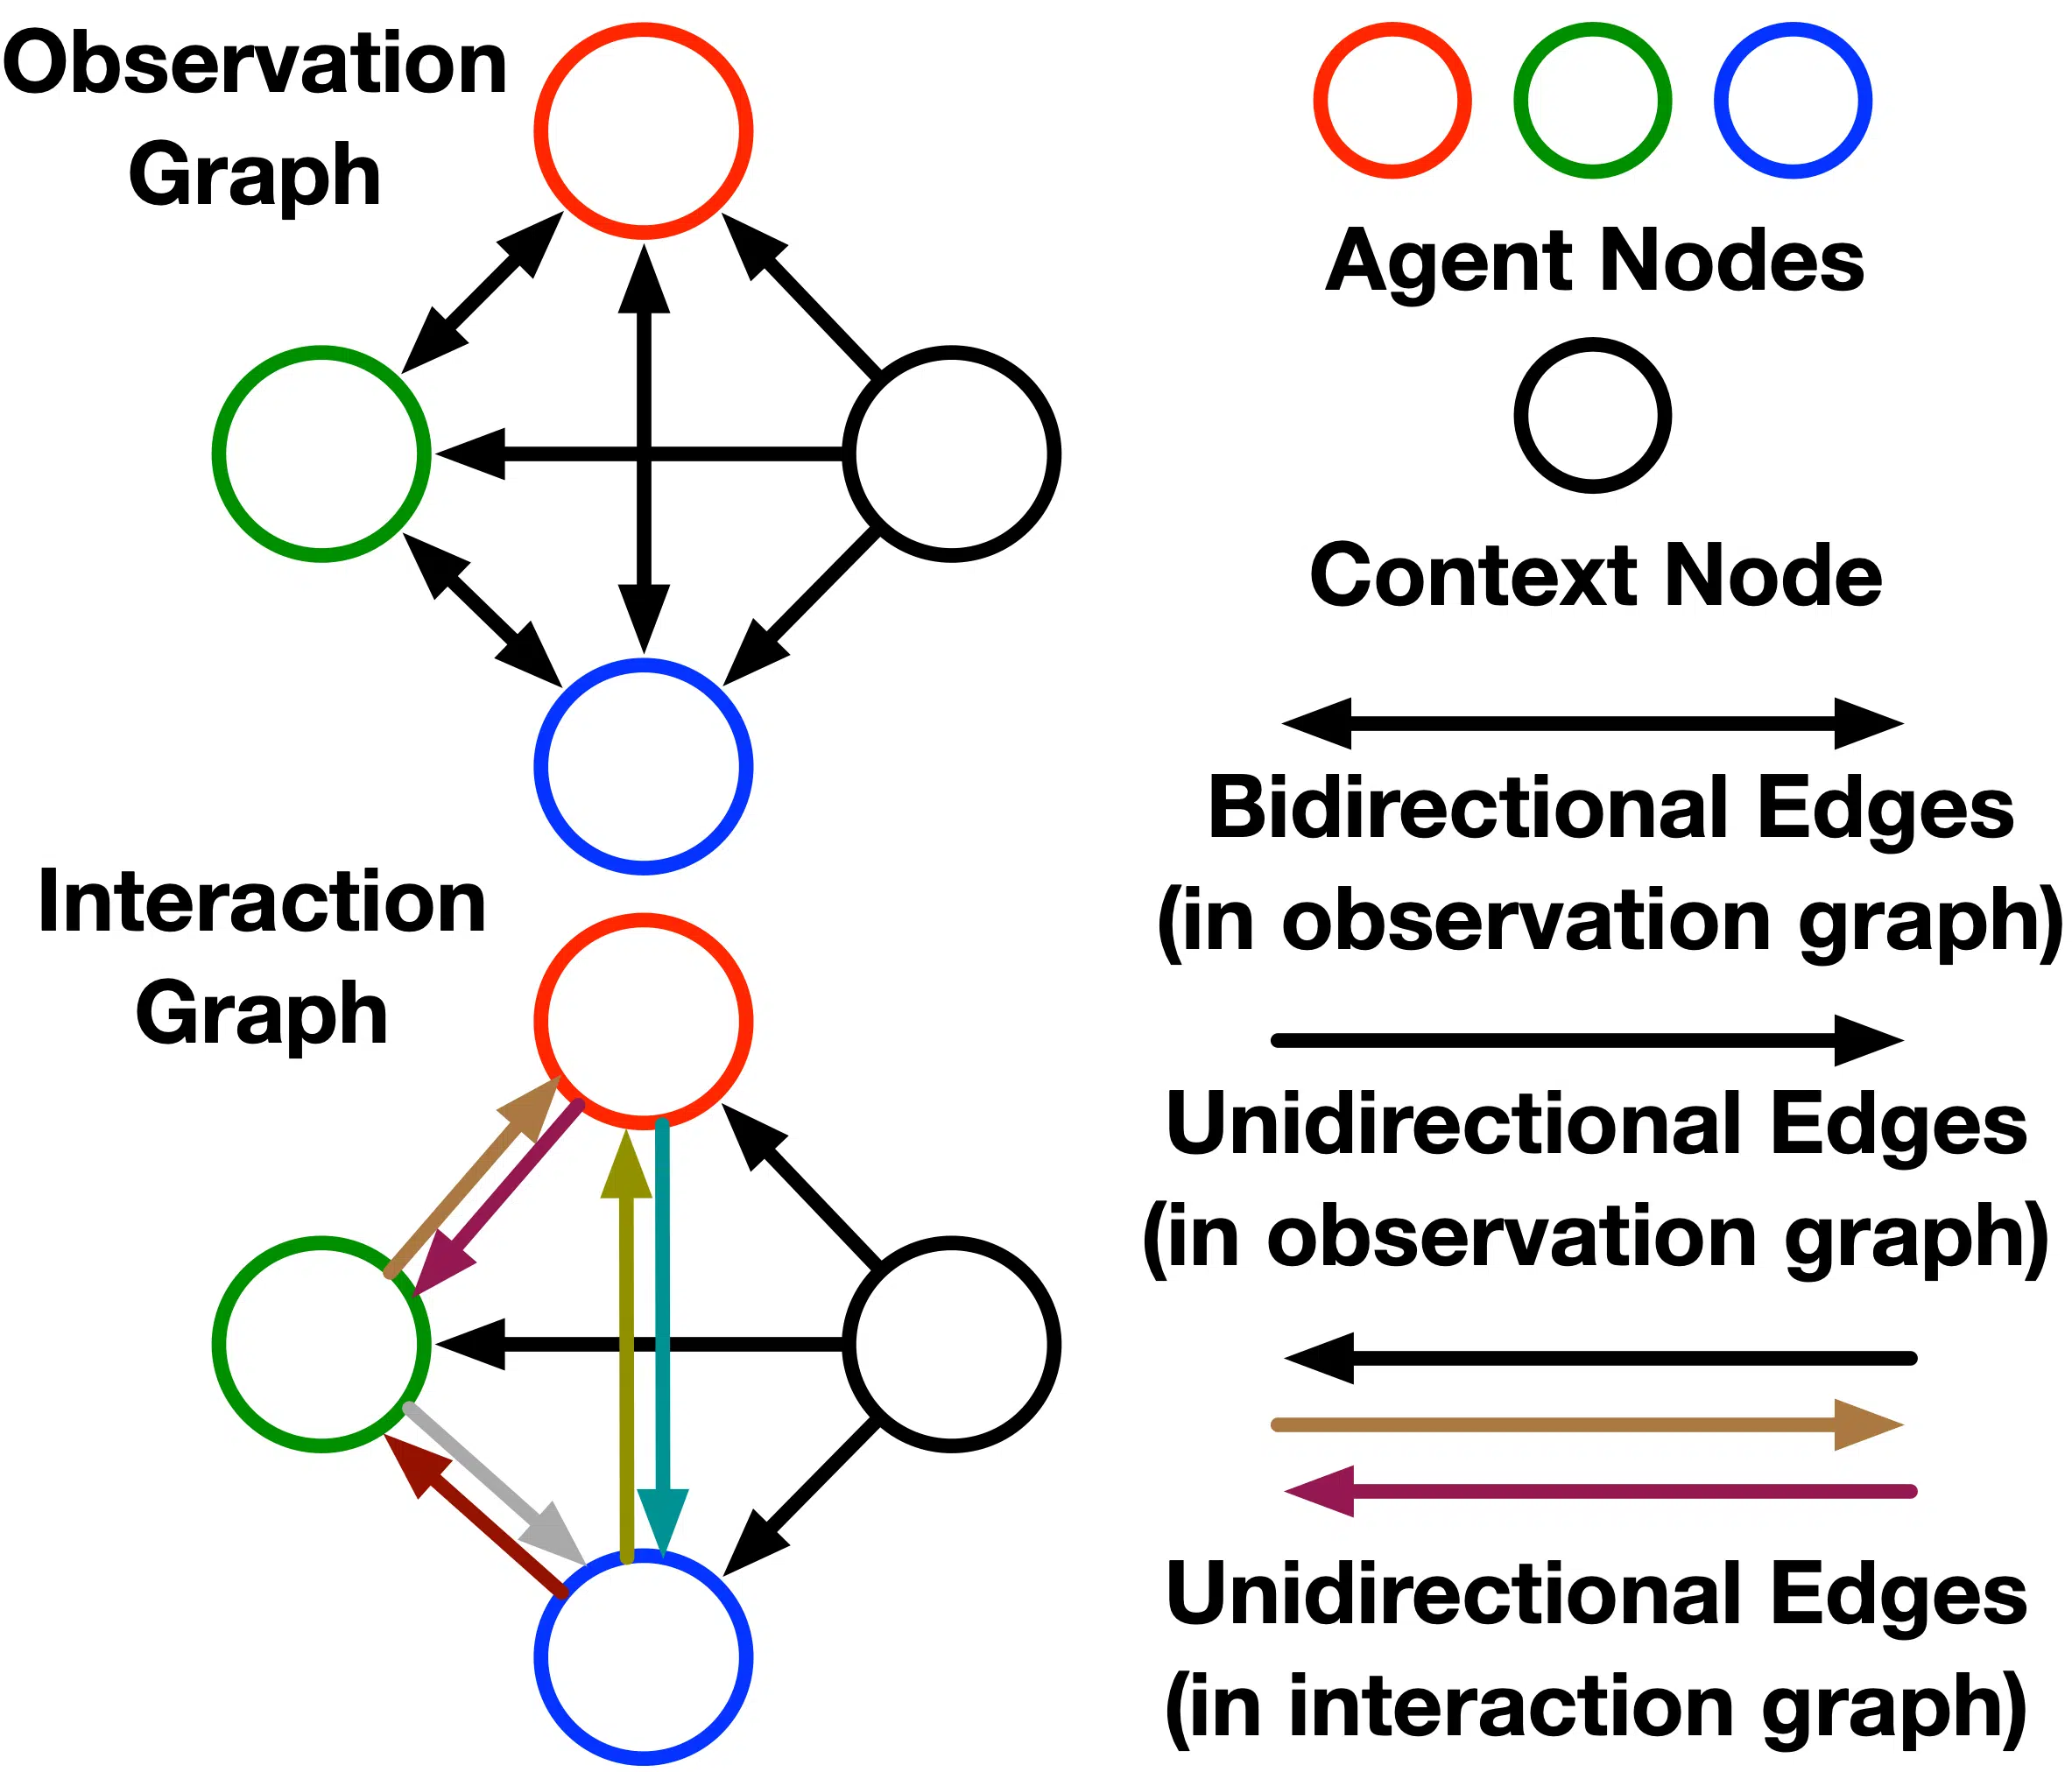 Observation
Graph
Interaction
Graph
Agent Nodes
Context Node
Bidirectional Edges
(in observation graph)
Unidirectional Edges
(in observation graph)
Unidirectional Edges
(in interaction graph)